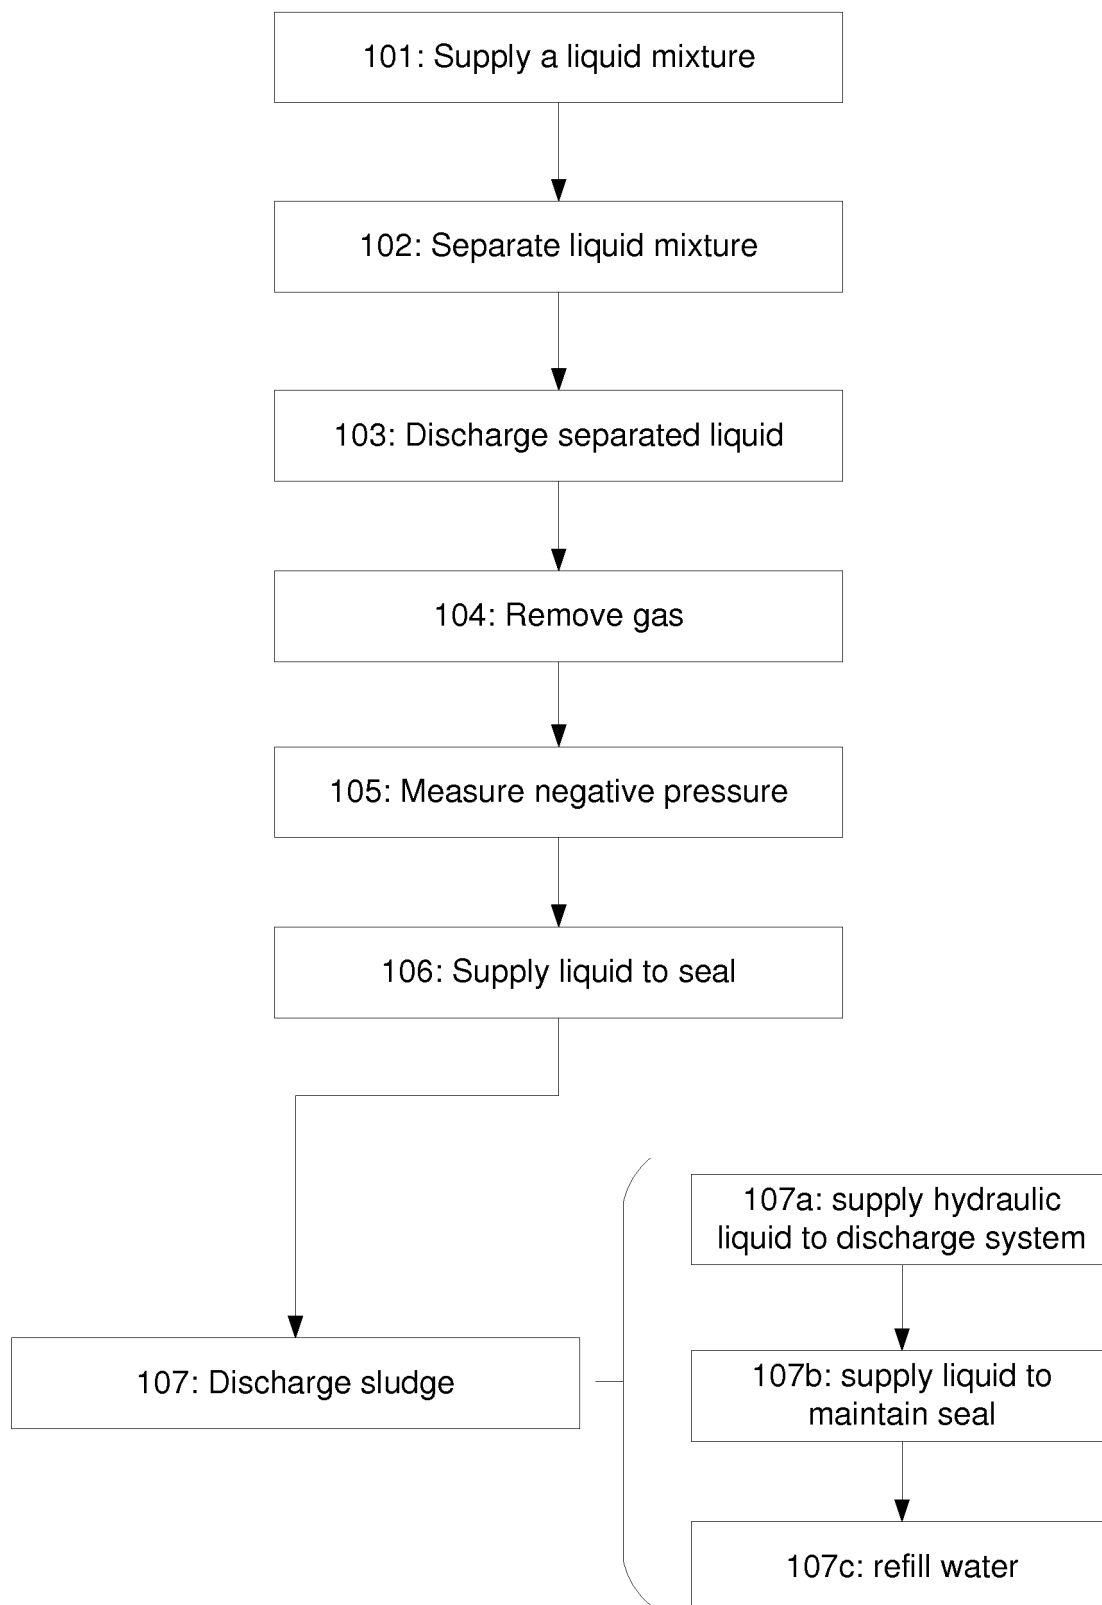 101: Supply a liquid mixture
102: Separate liquid mixture
103: Discharge separated liquid
104: Remove gas
105: Measure negative pressure
106: Supply liquid to seal
107: Discharge sludge
107a: supply hydraulic
liquid to discharge system
107b: supply liquid to
maintain seal
107c: refill water